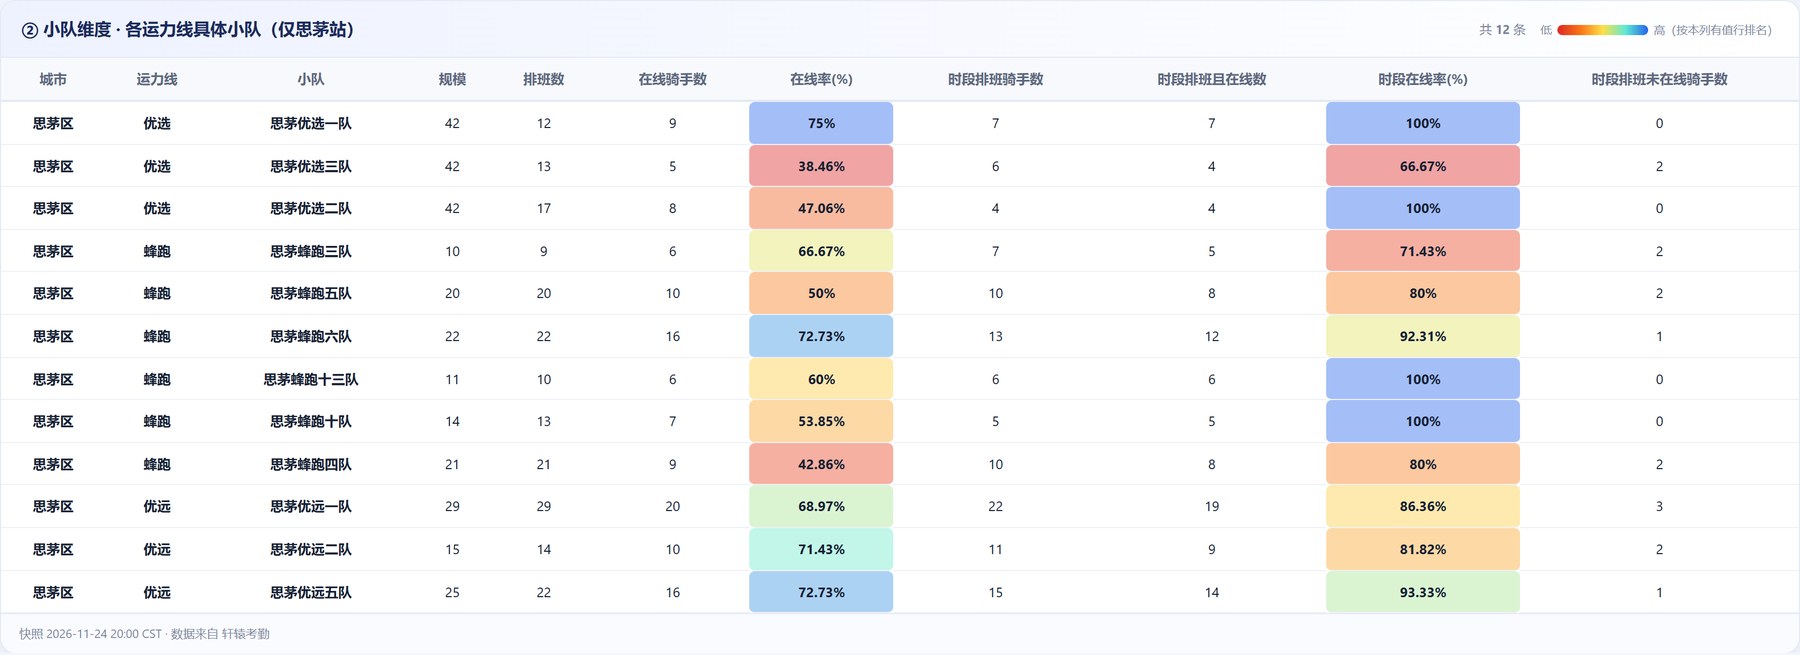 ② 小队维度 · 各运力线具体小队（仅思茅站）
共 12 条 低 高 (按本列有值行排名)
城市 运力线 小队 规模 排班数 在线骑手数 在线率(%) 时段排班骑手数 时段排班且在线数 时段在线率(%) 时段排班未在线骑手数
思茅区 优选 思茅优选一队 42 12 9 75% 7 7 100% 0
思茅区 优选 思茅优选三队 42 13 5 38.46% 6 4 66.67% 2
思茅区 优选 思茅优选二队 42 17 8 47.06% 4 4 100% 0
思茅区 蜂跑 思茅蜂跑三队 10 9 6 66.67% 7 5 71.43% 2
思茅区 蜂跑 思茅蜂跑五队 20 20 10 50% 10 8 80% 2
思茅区 蜂跑 思茅蜂跑六队 22 22 16 72.73% 13 12 92.31% 1
思茅区 蜂跑 思茅蜂跑十三队 11 10 6 60% 6 6 100% 0
思茅区 蜂跑 思茅蜂跑十队 14 13 7 53.85% 5 5 100% 0
思茅区 蜂跑 思茅蜂跑四队 21 21 9 42.86% 10 8 80% 2
思茅区 优远 思茅优远一队 29 29 20 68.97% 22 19 86.36% 3
思茅区 优远 思茅优远二队 15 14 10 71.43% 11 9 81.82% 2
思茅区 优远 思茅优远五队 25 22 16 72.73% 15 14 93.33% 1
快照 2026-11-24 20:00 CST · 数据来自 轩辕考勤